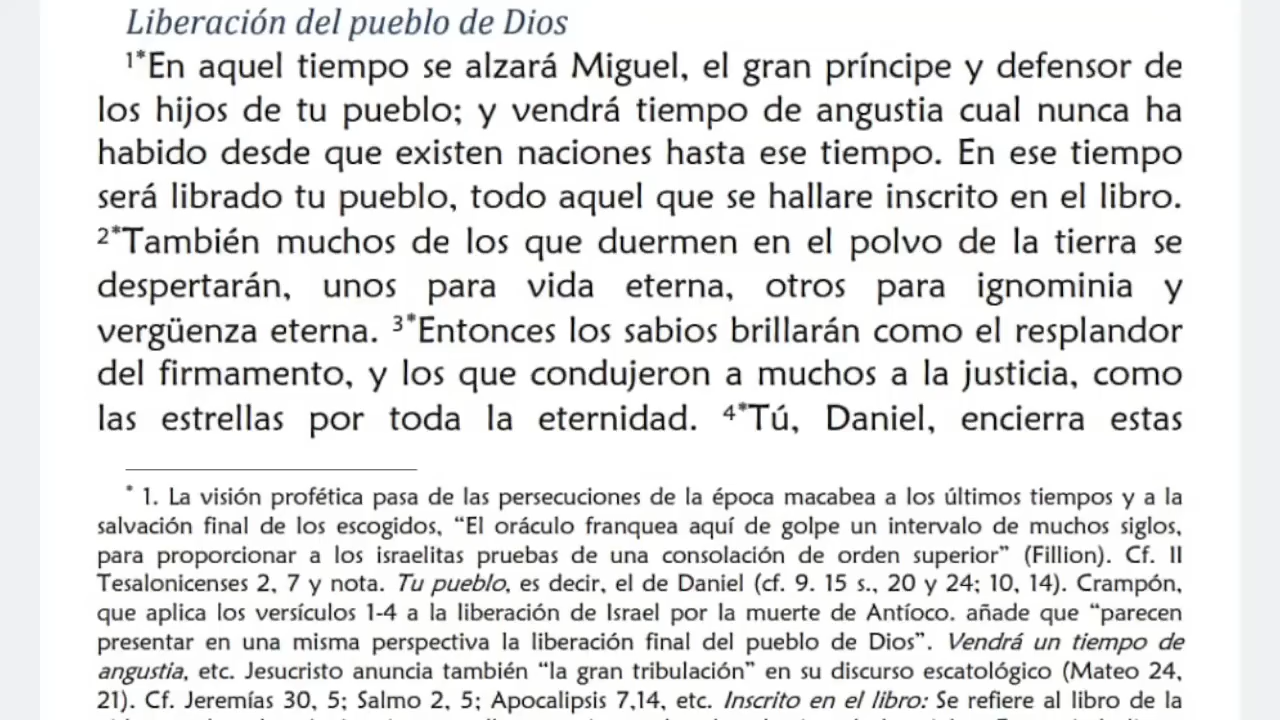 Liberación del pueblo de Dios
1*En aquel tiempo se alzará Miguel, el gran príncipe y defensor de
los hijos de tu pueblo; y vendrá tiempo de angustia cual nunca ha
habido desde que existen naciones hasta ese tiempo. En ese tiempo
será librado tu pueblo, todo aquel que se hallare inscrito en el libro.
2*También muchos de los que duermen en el polvo de la tierra se
despertarán, unos para vida eterna, otros para ignominia y
vergüenza eterna. 3*Entonces los sabios brillarán como el resplandor
del firmamento, y los que condujeron a muchos a la justicia, como
las estrellas por toda la eternidad. 4*Tú, Daniel, encierra estas
* 1. La visión profética pasa de las persecuciones de la época macabea a los últimos tiempos y a la
salvación final de los escogidos, “El oráculo franquea aquí de golpe un intervalo de muchos siglos,
para proporcionar a los israelitas pruebas de una consolación de orden superior” (Fillion). Cf. II
Tesalonicenses 2, 7 y nota. Tu pueblo, es decir, el de Daniel (cf. 9. 15 s., 20 y 24; 10, 14). Crampón,
que aplica los versículos 1-4 a la liberación de Israel por la muerte de Antíoco. añade que “parecen
presentar en una misma perspectiva la liberación final del pueblo de Dios”. Vendrá un tiempo de
angustia, etc. Jesucristo anuncia también “la gran tribulación” en su discurso escatológico (Mateo 24,
21). Cf. Jeremías 30, 5; Salmo 2, 5; Apocalipsis 7,14, etc. Inscrito en el libro: Se refiere al libro de la